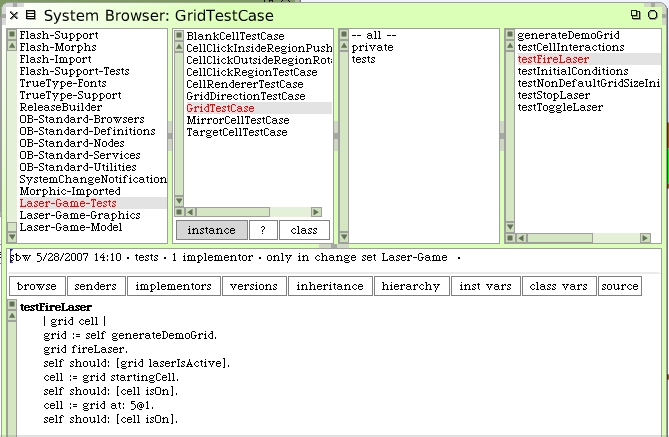 System Browser: GridTestCase
Flash-Support
Flash-Morphs
Flash-Import
Flash-Support-Tests
TrueType-Fonts
TrueType-Support
ReleaseBuilder
OB-Standard-Browsers
OB-Standard-Definitions
OB-Standard-Nodes
OB-Standard-Services
OB-Standard-Utilities
SystemChangeNotification
Morphic-Imported
Laser-Game-Tests
Laser-Game-Graphics
Laser-Game-Model
BlankCellTestCase
CellClickInsideRegionPush
CellClickOutsideRegionRot
CellClickRegionTestCase
CellRendererTestCase
GridDirectionTestCase
GridTestCase
MirrorCellTestCase
TargetCellTestCase
instance ? class
-- all --
private
tests
generateDemoGrid
testCellInteractions
testFireLaser
testInitialConditions
testNonDefaultGridSizeIni
testStopLaser
testToggleLaser
sbw 5/28/2007 14:10 · tests · 1 implementor · only in change set Laser-Game ·
browse senders implementors versions inheritance hierarchy inst vars class vars source
testFireLaser
| grid cell |
grid := self generateDemoGrid.
grid fireLaser.
self should: [grid laserIsActive].
cell := grid startingCell.
self should: [cell isOn].
cell := grid at: 5@1.
self should: [cell isOn].